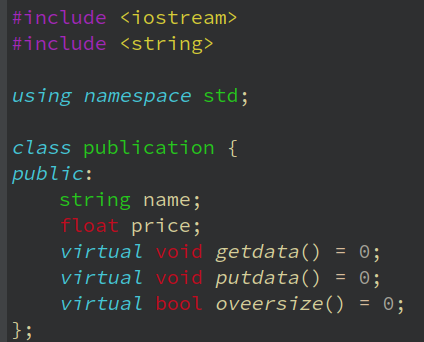 #include <iostream>
#include <string>

using namespace std;

class publication {
public:
    string name;
    float price;
    virtual void getdata() = 0;
    virtual void putdata() = 0;
    virtual bool oveersize() = 0;
};